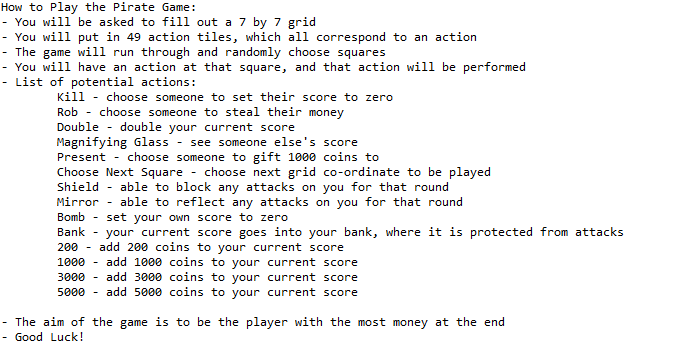 How to Play the Pirate Game:
- You will be asked to fill out a 7 by 7 grid
- You will put in 49 action tiles, which all correspond to an action
- The game will run through and randomly choose squares
- You will have an action at that square, and that action will be performed
- List of potential actions:
Kill - choose someone to set their score to zero
Rob - choose someone to steal their money
Double - double your current score
Magnifying Glass - see someone else's score
Present - choose someone to gift 1000 coins to
Choose Next Square - choose next grid co-ordinate to be played
Shield - able to block any attacks on you for that round
Mirror - able to reflect any attacks on you for that round
Bomb - set your own score to zero
Bank - your current score goes into your bank, where it is protected from attacks
200 - add 200 coins to your current score
1000 - add 1000 coins to your current score
3000 - add 3000 coins to your current score
5000 - add 5000 coins to your current score
- The aim of the game is to be the player with the most money at the end
- Good Luck!